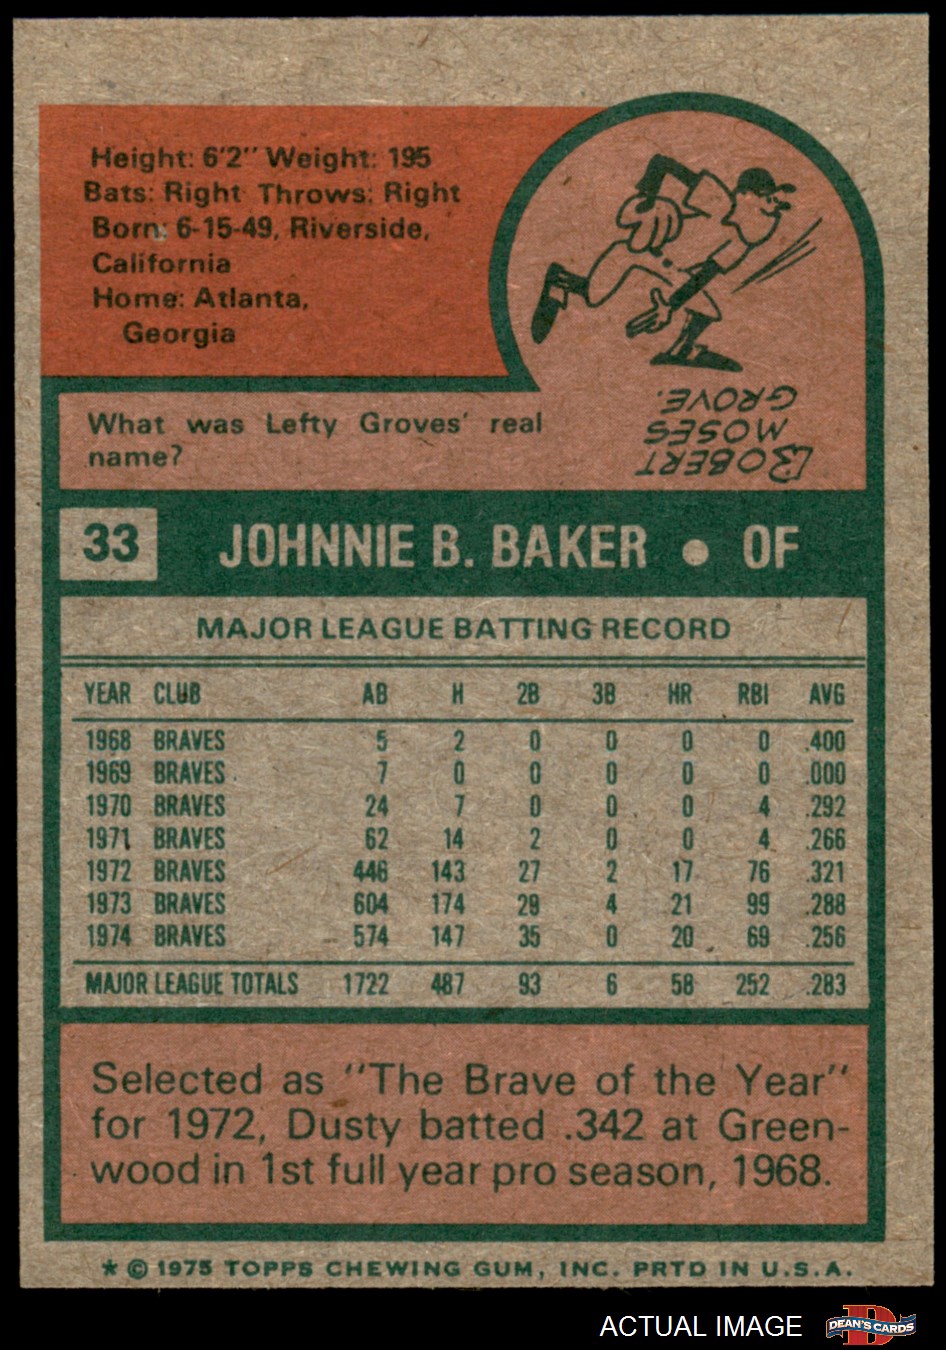 Height: 6'2" Weight: 195
Bats: Right Throws: Right
Born: 6-15-49, Riverside,
California
Home: Atlanta,
Georgia
What was Lefty Groves' real
name?
ROBERT
MOSES
GROVE.
33 JOHNNIE B. BAKER • OF
MAJOR LEAGUE BATTING RECORD
YEAR CLUB AB H 2B 3B HR RBI AVG
1968 BRAVES 5 2 0 0 0 0 .400
1969 BRAVES 7 0 0 0 0 0 .000
1970 BRAVES 24 7 0 0 0 4 .292
1971 BRAVES 62 14 2 0 0 4 .266
1972 BRAVES 446 143 27 2 17 76 .321
1973 BRAVES 604 174 29 4 21 99 .288
1974 BRAVES 574 147 35 0 20 69 .256
MAJOR LEAGUE TOTALS 1722 487 93 6 58 252 .283
Selected as "The Brave of the Year"
for 1972, Dusty batted .342 at Green-
wood in 1st full year pro season, 1968.
* © 1975 TOPPS CHEWING GUM, INC. PRTD IN U.S.A.
ACTUAL IMAGE
D
DEAN'S CARDS